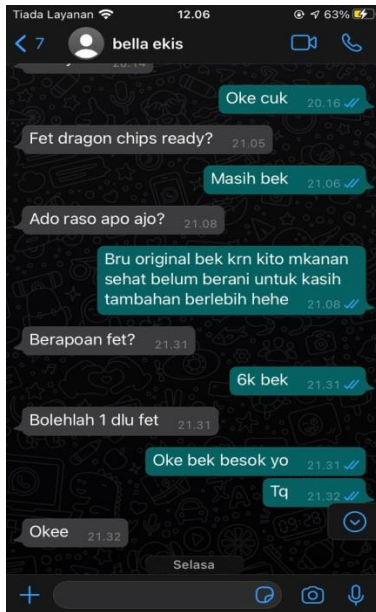 Tiada Layanan 12.06 63%
7 bella ekis
20.14
Oke cuk 20.16
Fet dragon chips ready? 21.05
Masih bek 21.06
Ado raso apo ajo? 21.08
Bru original bek krn kito mkanan
sehat belum berani untuk kasih
tambahan berlebih hehe 21.08
Berapoan fet? 21.31
6k bek 21.31
Bolehlah 1 dlu fet 21.31
Oke bek besok yo 21.31
Tq 21.32
Okee 21.32
Selasa